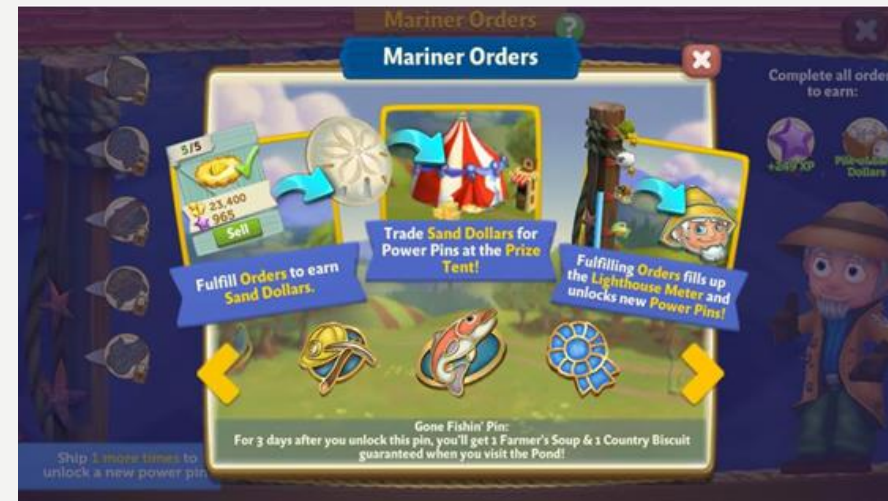 Mariner Orders
?
Mariner Orders
Complete all order
to earn:
+249 XP
Dollars
5/5
23,400
965
Sell
Fulfill Orders to earn
Sand Dollars.
Trade Sand Dollars for
Power Pins at the Prize
Tent!
Fulfilling Orders fills up
the Lighthouse Meter and
unlocks new Power Pins!
Gone Fishin' Pin:
For 3 days after you unlock this pin, you'll get 1 Farmer's Soup & 1 Country Biscuit
guaranteed when you visit the Pond!
Ship 1 more times to
unlock a new power pin